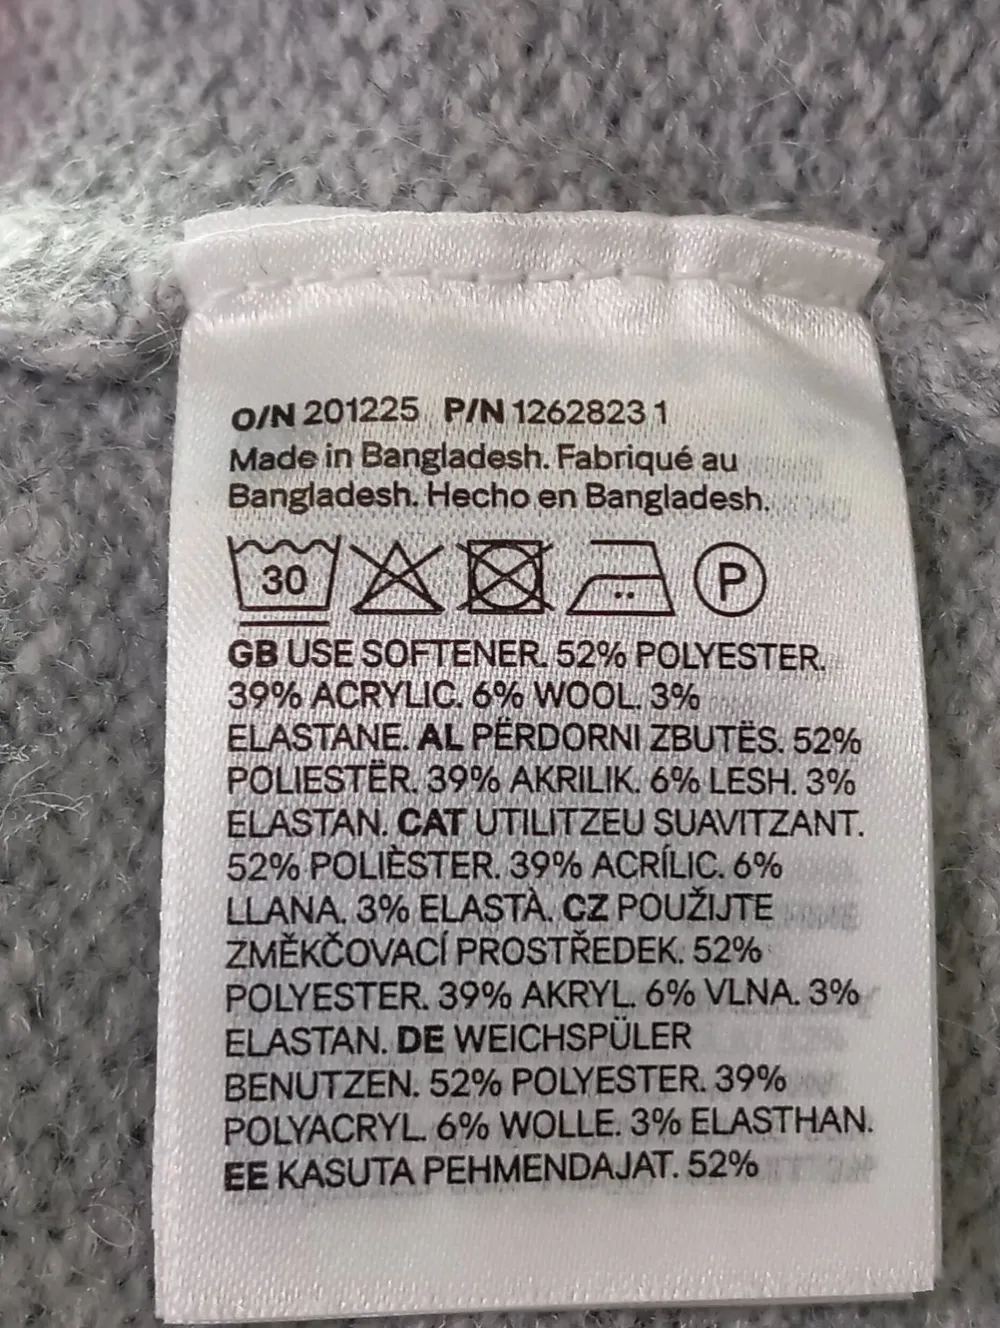 O/N 201225 P/N 1262823 1
Made in Bangladesh. Fabriqué au
Bangladesh. Hecho en Bangladesh.
30 P
GB USE SOFTENER. 52% POLYESTER.
39% ACRYLIC. 6% WOOL. 3%
ELASTANE. AL PËRDORNI ZBUTËS. 52%
POLIESTËR. 39% AKRILIK. 6% LESH. 3%
ELASTAN. CAT UTILITZEU SUAVITZANT.
52% POLIÈSTER. 39% ACRÍLIC. 6%
LLANA. 3% ELASTÀ. CZ POUŽIJTE
ZMĚKČOVACÍ PROSTŘEDEK. 52%
POLYESTER. 39% AKRYL. 6% VLNA. 3%
ELASTAN. DE WEICHSPÜLER
BENUTZEN. 52% POLYESTER. 39%
POLYACRYL. 6% WOLLE. 3% ELASTHAN.
EE KASUTA PEHMENDAJAT. 52%